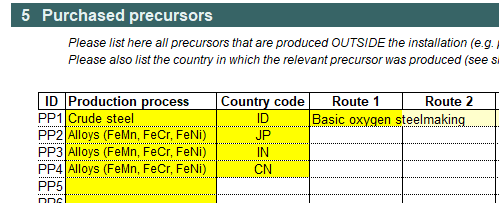 5 Purchased precursors
Please list here all precursors that are produced OUTSIDE the installation (e.g.
Please also list the country in which the relevant precursor was produced (see
ID Production process Country code Route 1 Route 2
PP1 Crude steel ID Basic oxygen steelmaking
PP2 Alloys (FeMn, FeCr, FeNi) JP
PP3 Alloys (FeMn, FeCr, FeNi) IN
PP4 Alloys (FeMn, FeCr, FeNi) CN
PP5